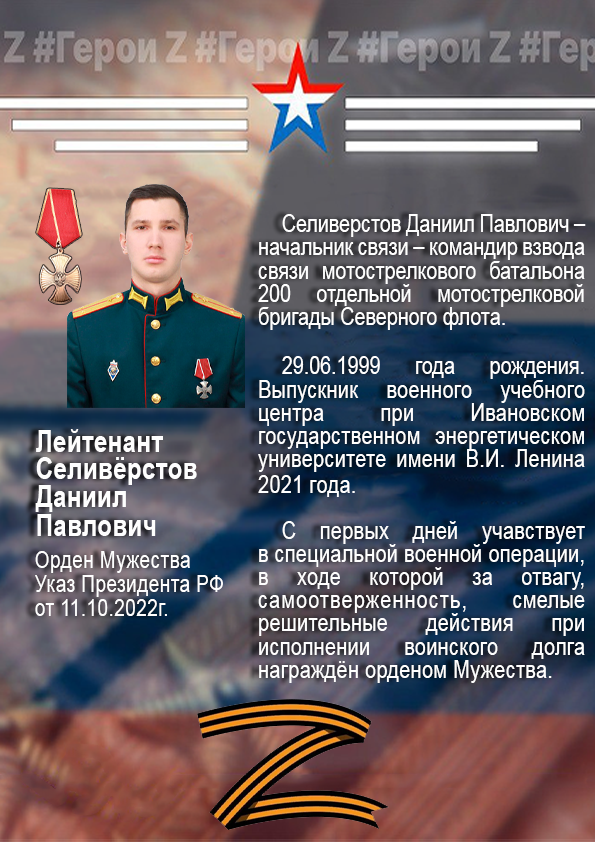 Z #Герои Z #Герои Z #Герои Z #Гер
Селиверстов Даниил Павлович –
начальник связи – командир взвода
связи мотострелкового батальона
200 отдельной мотострелковой
бригады Северного флота.
29.06.1999 года рождения.
Выпускник военного учебного
центра при Ивановском
государственном энергетическом
университете имени В.И. Ленина
2021 года.
С первых дней учавствует
в специальной военной операции,
в ходе которой за отвагу,
самоотверженность, смелые
решительные действия при
исполнении воинского долга
награждён орденом Мужества.
Лейтенант
Селивёрстов
Даниил
Павлович
Орден Мужества
Указ Президента РФ
от 11.10.2022г.
Z